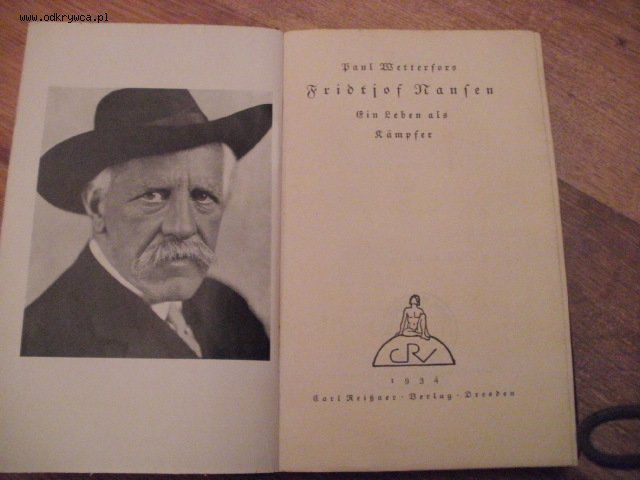 www.odkrywca.pl
Paul Wetterfors
Fridtjof Nansen
Ein Leben als
Kämpfer
CRV
1934
Carl Reißner · Verlag · Dresden